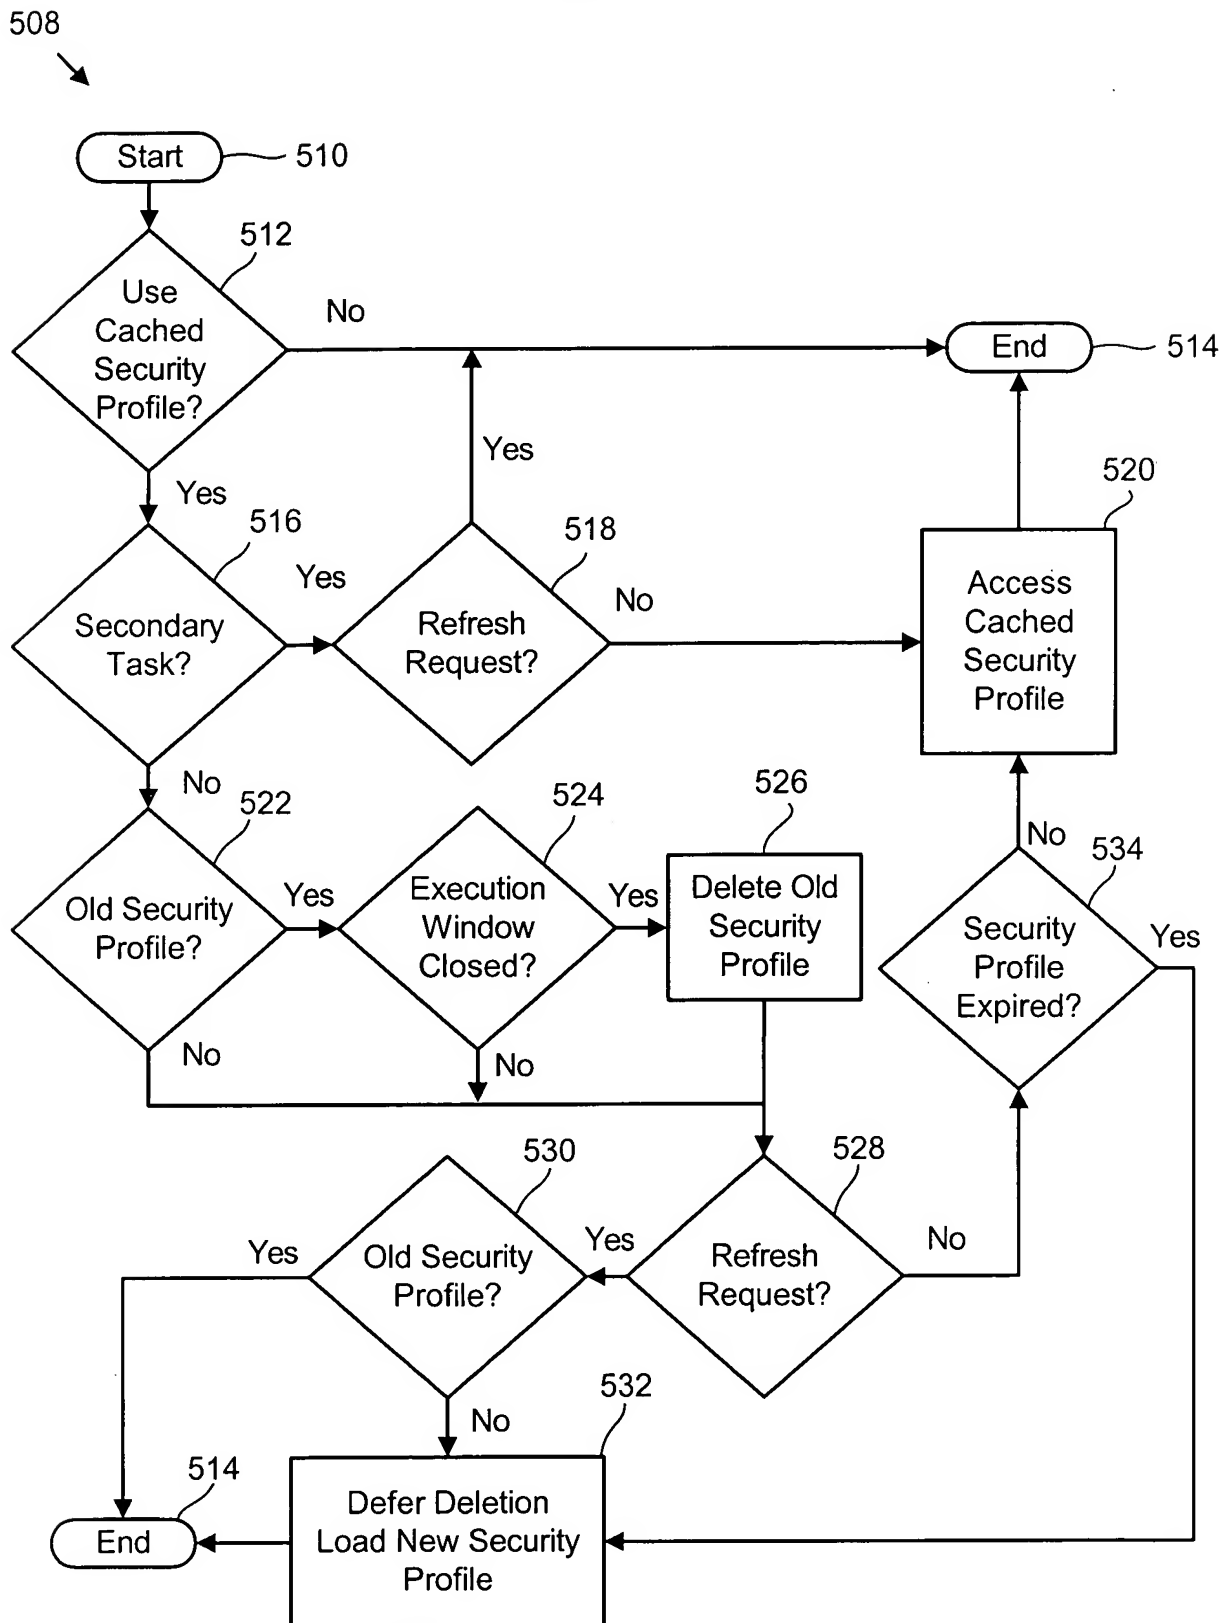 508
Start
510
512
Use
Cached
Security
Profile?
No
End
514
Yes
Yes
520
516
518
Yes
Secondary
Task?
Refresh
Request?
No
Access
Cached
Security
Profile
No
522
524
526
Old Security
Profile?
Yes
Execution
Window
Closed?
Yes
Delete Old
Security
Profile
No
534
Security
Profile
Expired?
Yes
No
No
530
528
Yes
Old Security
Profile?
Yes
Refresh
Request?
No
No
532
514
End
Defer Deletion
Load New Security
Profile